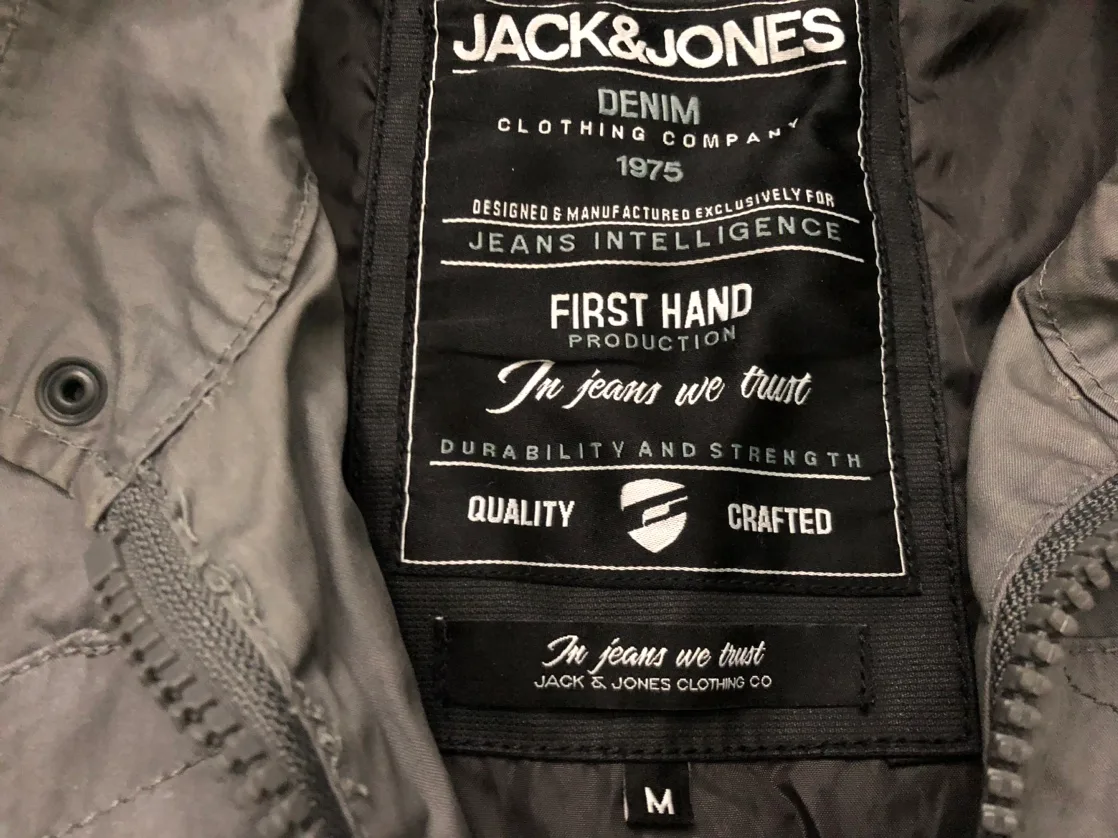 JACK&JONES
DENIM
CLOTHING COMPANY
1975
DESIGNED & MANUFACTURED EXCLUSIVELY FOR
JEANS INTELLIGENCE
FIRST HAND
PRODUCTION
In jeans we trust
DURABILITY AND STRENGTH
QUALITY CRAFTED
In jeans we trust
JACK & JONES CLOTHING CO
M